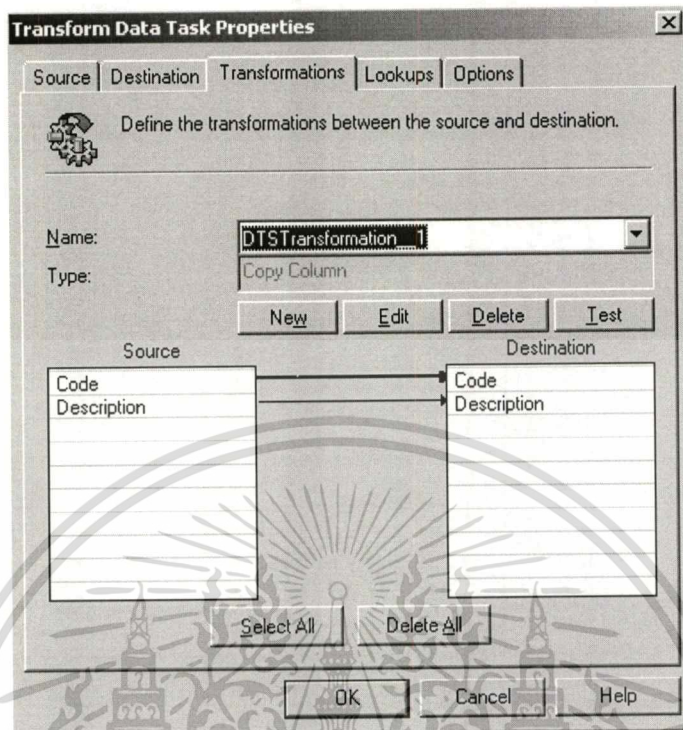 Transform Data Task Properties
Source Destination Transformations Lookups Options
Define the transformations between the source and destination.
Name: DTSTransformation__1
Type: Copy Column
New Edit Delete Test
Source Destination
Code Code
Description Description
Select All Delete All
OK Cancel Help